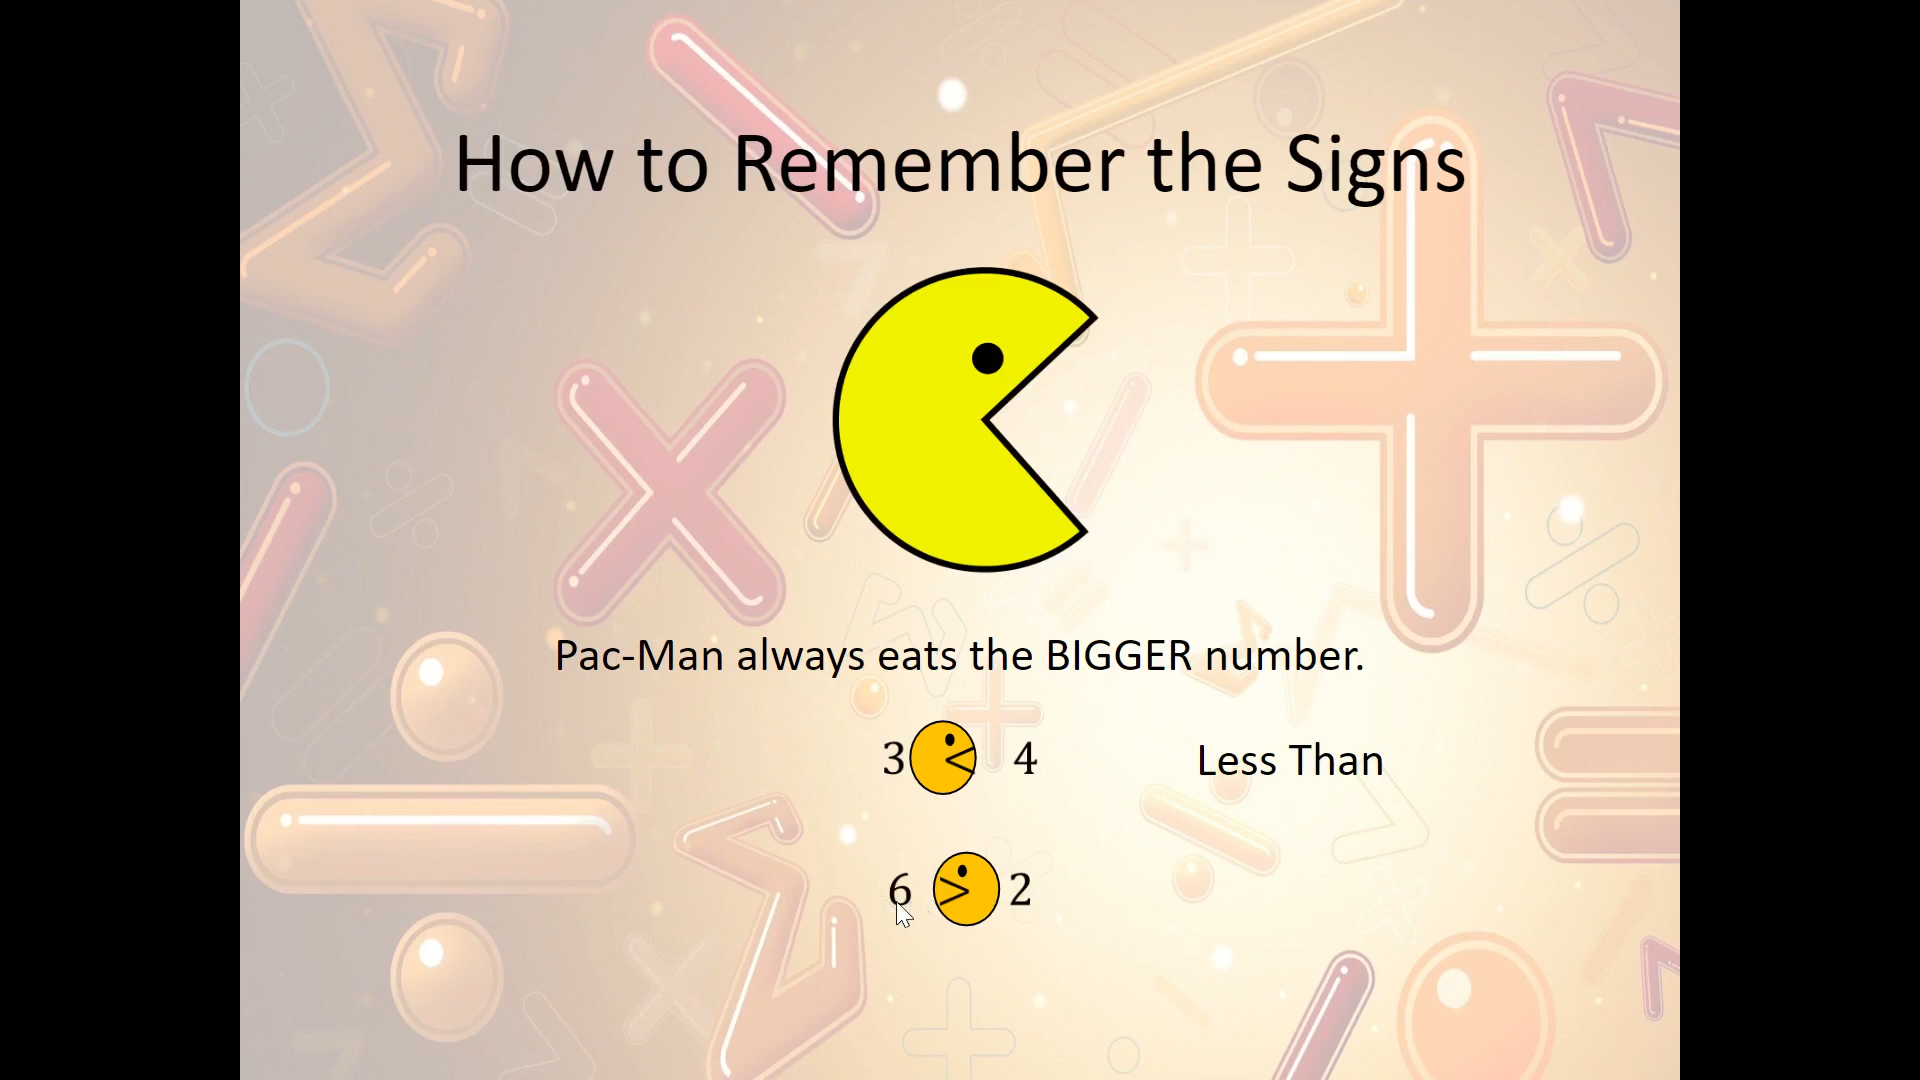 How to Remember the Signs
Pac-Man always eats the BIGGER number.
3 < 4 Less Than
6 > 2